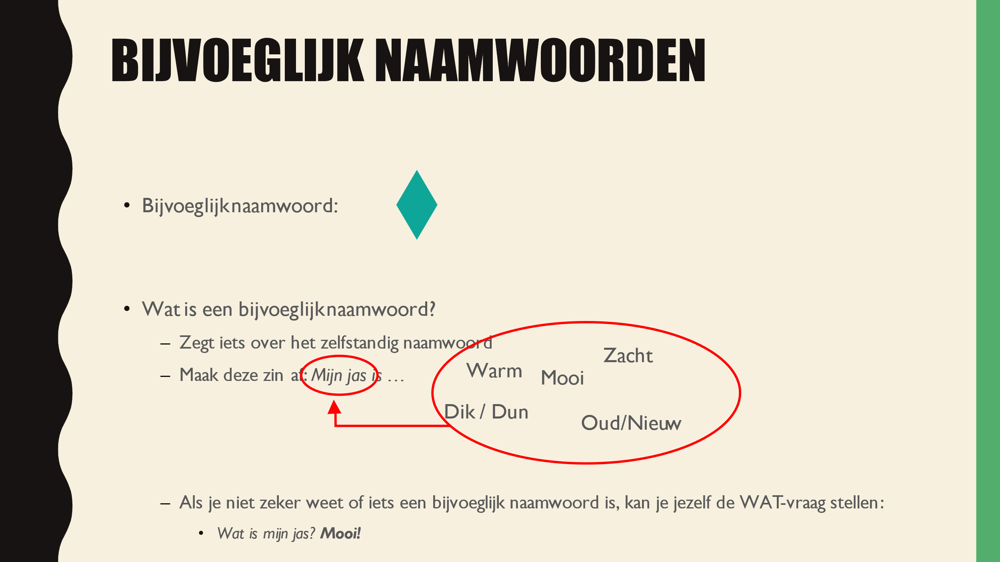 BIJVOEGLIJK NAAMWOORDEN
• Bijvoeglijknaamwoord:
• Wat is een bijvoeglijknaamwoord?
– Zegt iets over het zelfstandig naamwoord
– Maak deze zin af: Mijn jas is …
Zacht
Warm
Mooi
Dik / Dun
Oud/Nieuw
– Als je niet zeker weet of iets een bijvoeglijk naamwoord is, kan je jezelf de WAT-vraag stellen:
• Wat is mijn jas? Mooi!